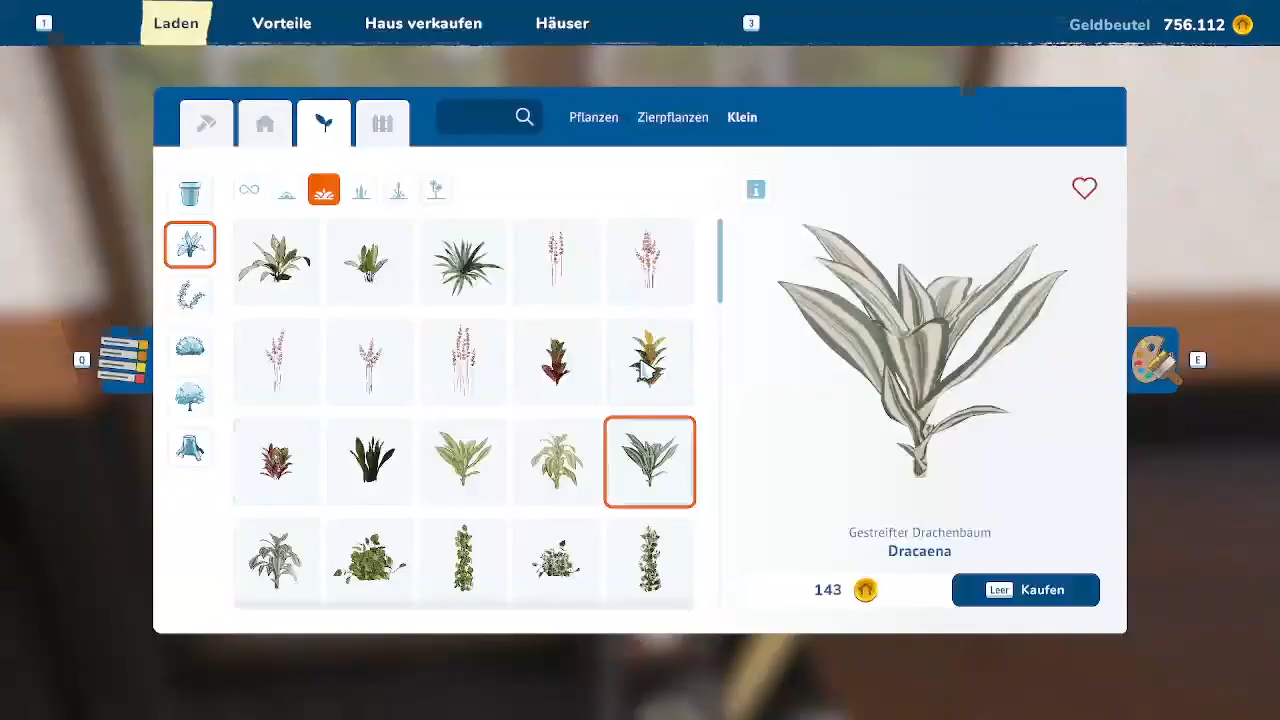 1
Laden
Vorteile
Haus verkaufen
Häuser
3
Geldbeutel 756.112
Pflanzen
Zierpflanzen
Klein
i
Q
E
Gestreifter Drachenbaum
Dracaena
143
Leer Kaufen